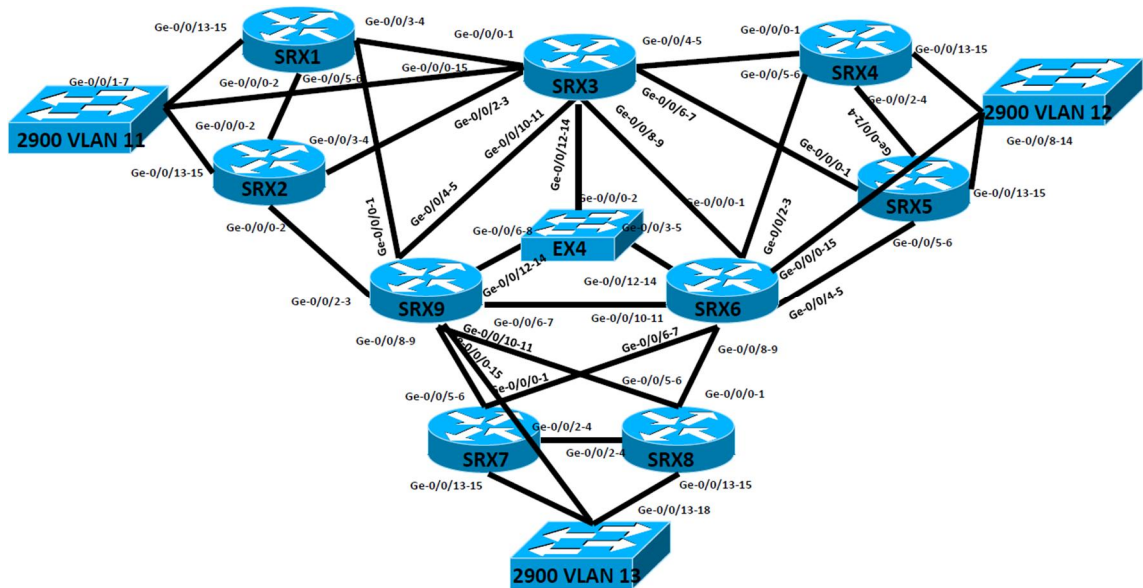 Ge-0/0/13-15
Ge-0/0/3-4
SRX1
Ge-0/0/0-1
SRX3
Ge-0/0/4-5
Ge-0/0/0-1
SRX4
Ge-0/0/13-15
Ge-0/0/1-7
Ge-0/0/0-2
Ge-0/0/5-6
Ge-0/0/0-15
Ge-0/0/5-6
2900 VLAN 11
Ge-0/0/2-3
Ge-0/0/6-7
Ge-0/0/2-4
2900 VLAN 12
Ge-0/0/0-2
Ge-0/0/3-4
Ge-0/0/10-11
Ge-0/0/12-14
Ge-0/0/8-9
Ge-0/0/2-4
Ge-0/0/8-14
Ge-0/0/13-15
SRX2
Ge-0/0/0-1
SRX5
Ge-0/0/13-15
Ge-0/0/0-2
Ge-0/0/0-1
Ge-0/0/4-5
Ge-0/0/0-2
Ge-0/0/0-1
Ge-0/0/2-3
Ge-0/0/6-8
EX4
Ge-0/0/3-5
Ge-0/0/0-15
Ge-0/0/5-6
Ge-0/0/12-14
Ge-0/0/12-14
Ge-0/0/4-5
Ge-0/0/2-3
SRX9
SRX6
Ge-0/0/6-7
Ge-0/0/10-11
Ge-0/0/8-9
Ge-0/0/10-11
Ge-0/0/0-15
Ge-0/0/6-7
Ge-0/0/8-9
Ge-0/0/5-6
Ge-0/0/0-1
Ge-0/0/5-6
Ge-0/0/0-1
Ge-0/0/2-4
SRX7
Ge-0/0/2-4
SRX8
Ge-0/0/13-15
Ge-0/0/13-15
Ge-0/0/13-18
2900 VLAN 13